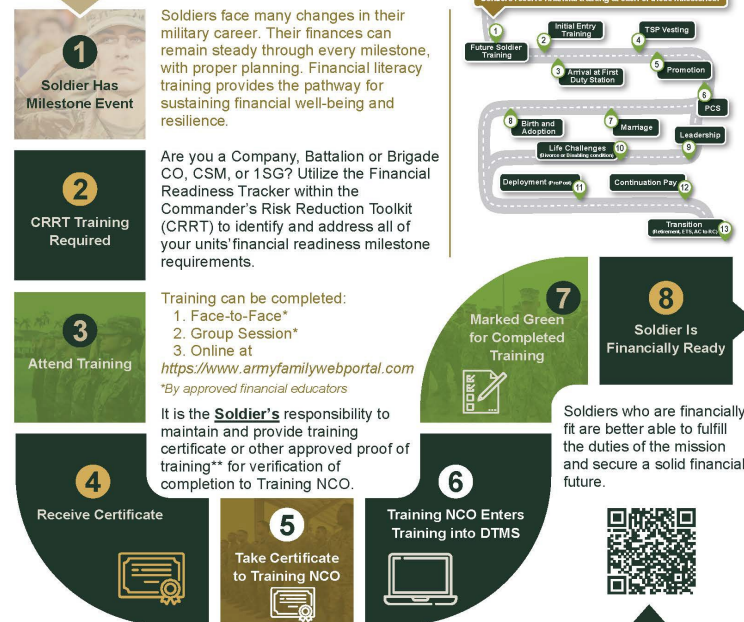 1
Soldier Has
Milestone Event
Soldiers face many changes in their
military career. Their finances can
remain steady through every milestone,
with proper planning. Financial literacy
training provides the pathway for
sustaining financial well-being and
resilience.
2
CRRT Training
Required
Are you a Company, Battalion or Brigade
CO, CSM, or 1SG? Utilize the Financial
Readiness Tracker within the
Commander's Risk Reduction Toolkit
(CRRT) to identify and address all of
your units' financial readiness milestone
requirements.
1
Future Soldier
Training
2
Initial Entry
Training
3
Arrival at First
Duty Station
4
TSP Vesting
5
Promotion
6
PCS
7
Marriage
8
Birth and
Adoption
9
Leadership
10
Life Challenges
(Divorce or Disabling condition)
11
Deployment (Pre/Post)
12
Continuation Pay
13
Transition
(Retirement, ETS, AC to RC)
3
Attend Training
Training can be completed:
1. Face-to-Face*
2. Group Session*
3. Online at
https://www.armyfamilywebportal.com
*By approved financial educators
It is the Soldier's responsibility to
maintain and provide training
certificate or other approved proof of
training** for verification of
completion to Training NCO.
4
Receive Certificate
5
Take Certificate
to Training NCO
6
Training NCO Enters
Training into DTMS
7
Marked Green
for Completed
Training
8
Soldier Is
Financially Ready
Soldiers who are financially
fit are better able to fulfill
the duties of the mission
and secure a solid financial
future.